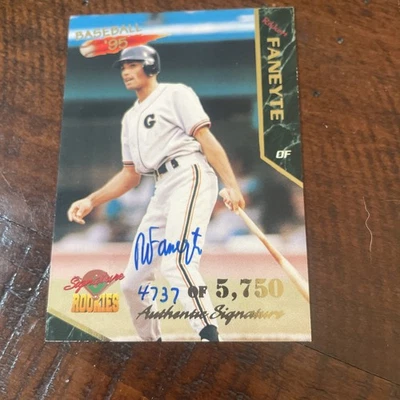 BASEBALL
'95
Rikkert
FANEYTE
OF
G
RFaneyte
Signature
ROOKIES
4737 OF 5,750
Authentic Signature